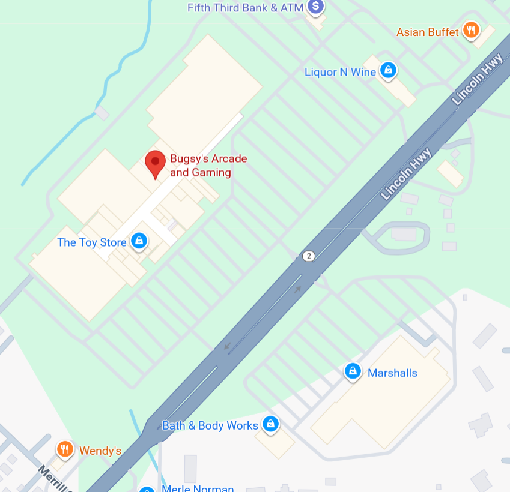 Fifth Third Bank & ATM
Asian Buffet
Liquor N Wine
Lincoln Hwy
Lincoln Hwy
Bugsy's Arcade
and Gaming
The Toy Store
2
Marshalls
Bath & Body Works
Wendy's
Merrill
Merle Norman